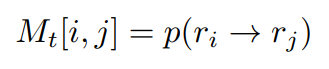 M_t[i, j] = p(r_i → r_j)